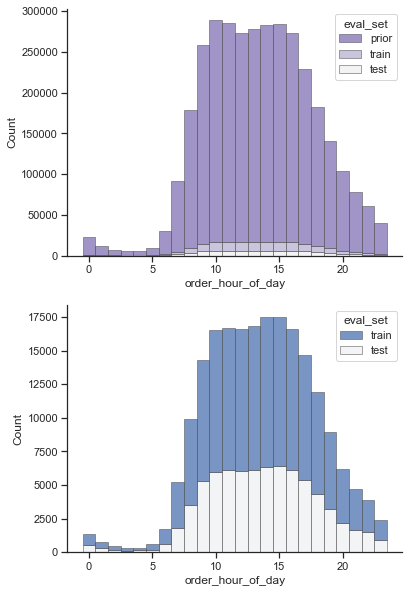 300000
250000
200000
150000
100000
50000
0
Count
eval_set
prior
train
test
0 5 10 15 20
order_hour_of_day
17500
15000
12500
10000
7500
5000
2500
0
Count
eval_set
train
test
0 5 10 15 20
order_hour_of_day